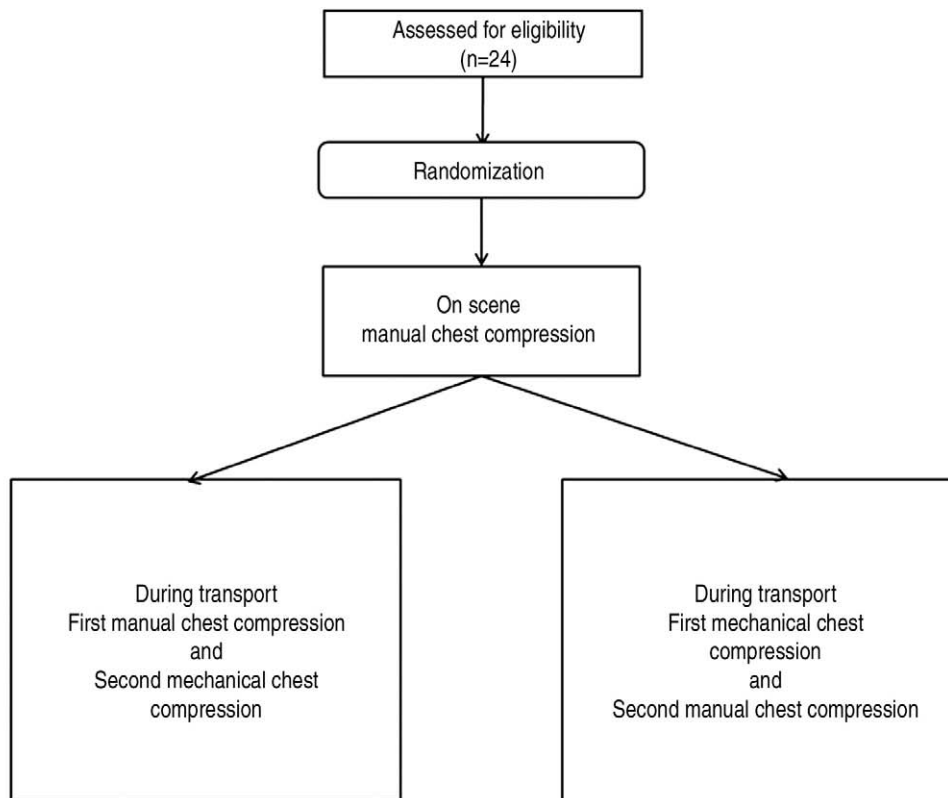 Assessed for eligibility
(n=24)
Randomization
On scene
manual chest compression
During transport
First manual chest compression
and
Second mechanical chest
compression
During transport
First mechanical chest
compression
and
Second manual chest compression